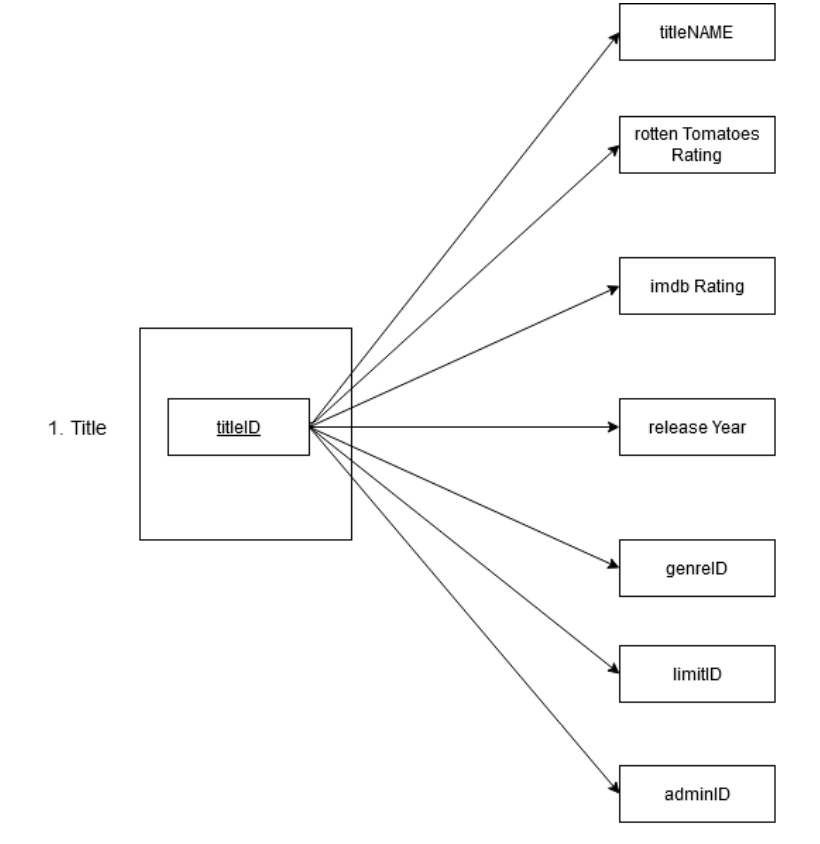 titleNAME
rotten Tomatoes
Rating
imdb Rating
1. Title
titleID
release Year
genreID
limitID
adminID